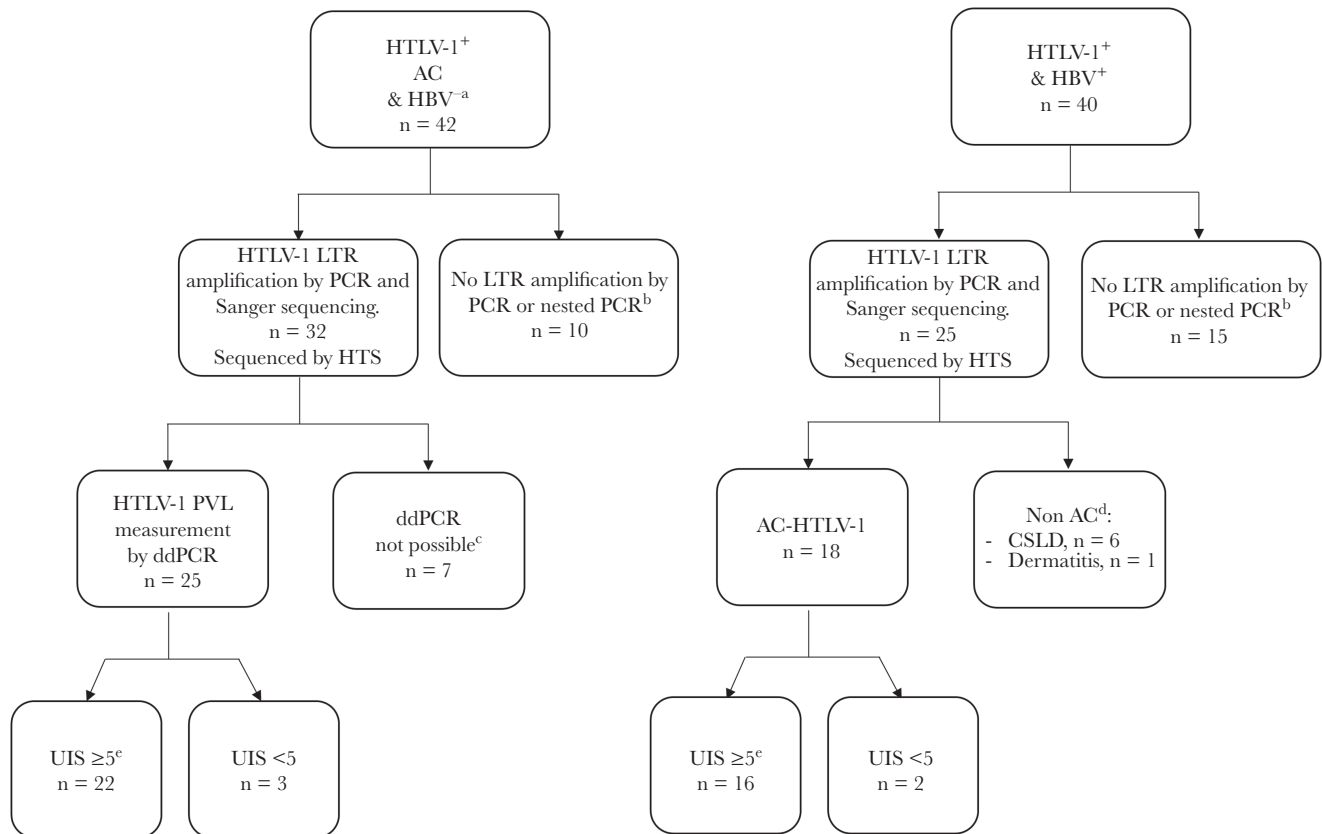 HTLV-1⁺
AC
& HBV⁻ᵃ
n = 42
HTLV-1⁺
& HBV⁺
n = 40
HTLV-1 LTR
amplification by PCR and
Sanger sequencing.
n = 32
Sequenced by HTS
No LTR amplification by
PCR or nested PCRᵇ
n = 10
HTLV-1 LTR
amplification by PCR and
Sanger sequencing.
n = 25
Sequenced by HTS
No LTR amplification by
PCR or nested PCRᵇ
n = 15
HTLV-1 PVL
measurement
by ddPCR
n = 25
ddPCR
not possibleᶜ
n = 7
AC-HTLV-1
n = 18
Non ACᵈ:
- CSLD, n = 6
- Dermatitis, n = 1
UIS ≥5ᵉ
n = 22
UIS <5
n = 3
UIS ≥5ᵉ
n = 16
UIS <5
n = 2